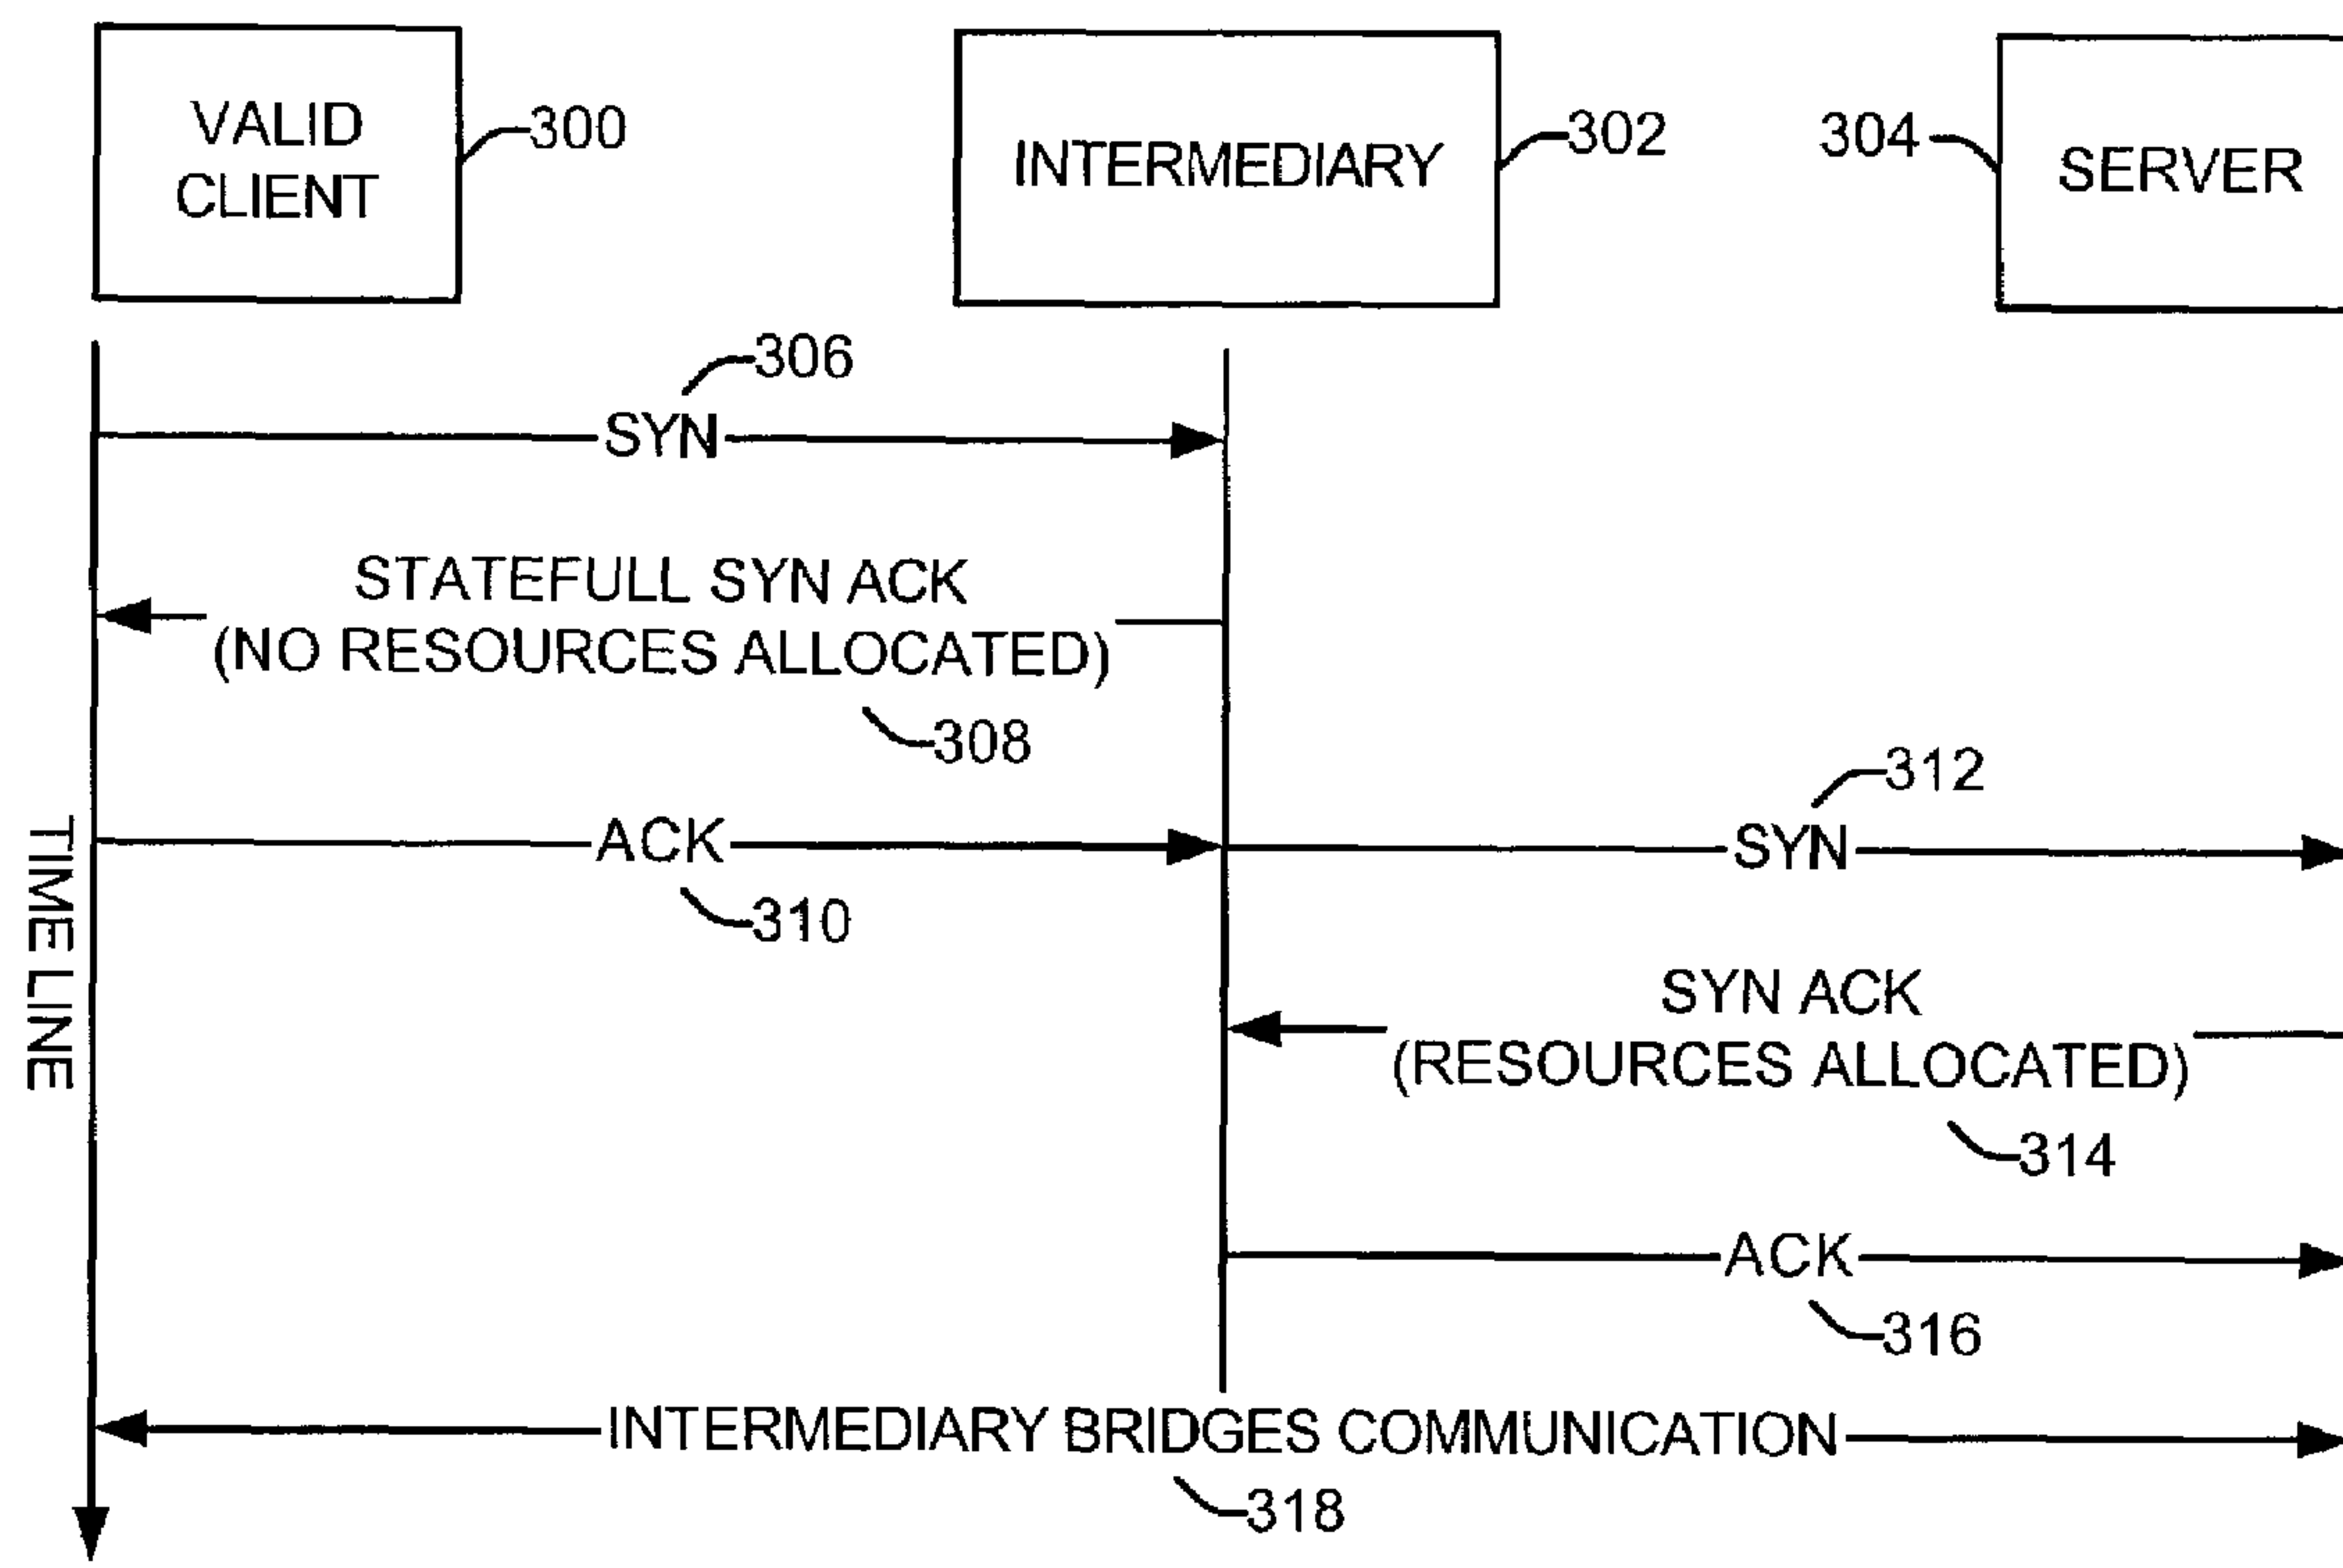 VALID
CLIENT
300
INTERMEDIARY
302
304
SERVER
306
SYN
STATEFULL SYN ACK
(NO RESOURCES ALLOCATED)
308
312
ACK
SYN
310
TIME LINE
SYN ACK
(RESOURCES ALLOCATED)
314
ACK
316
INTERMEDIARY BRIDGES COMMUNICATION
318